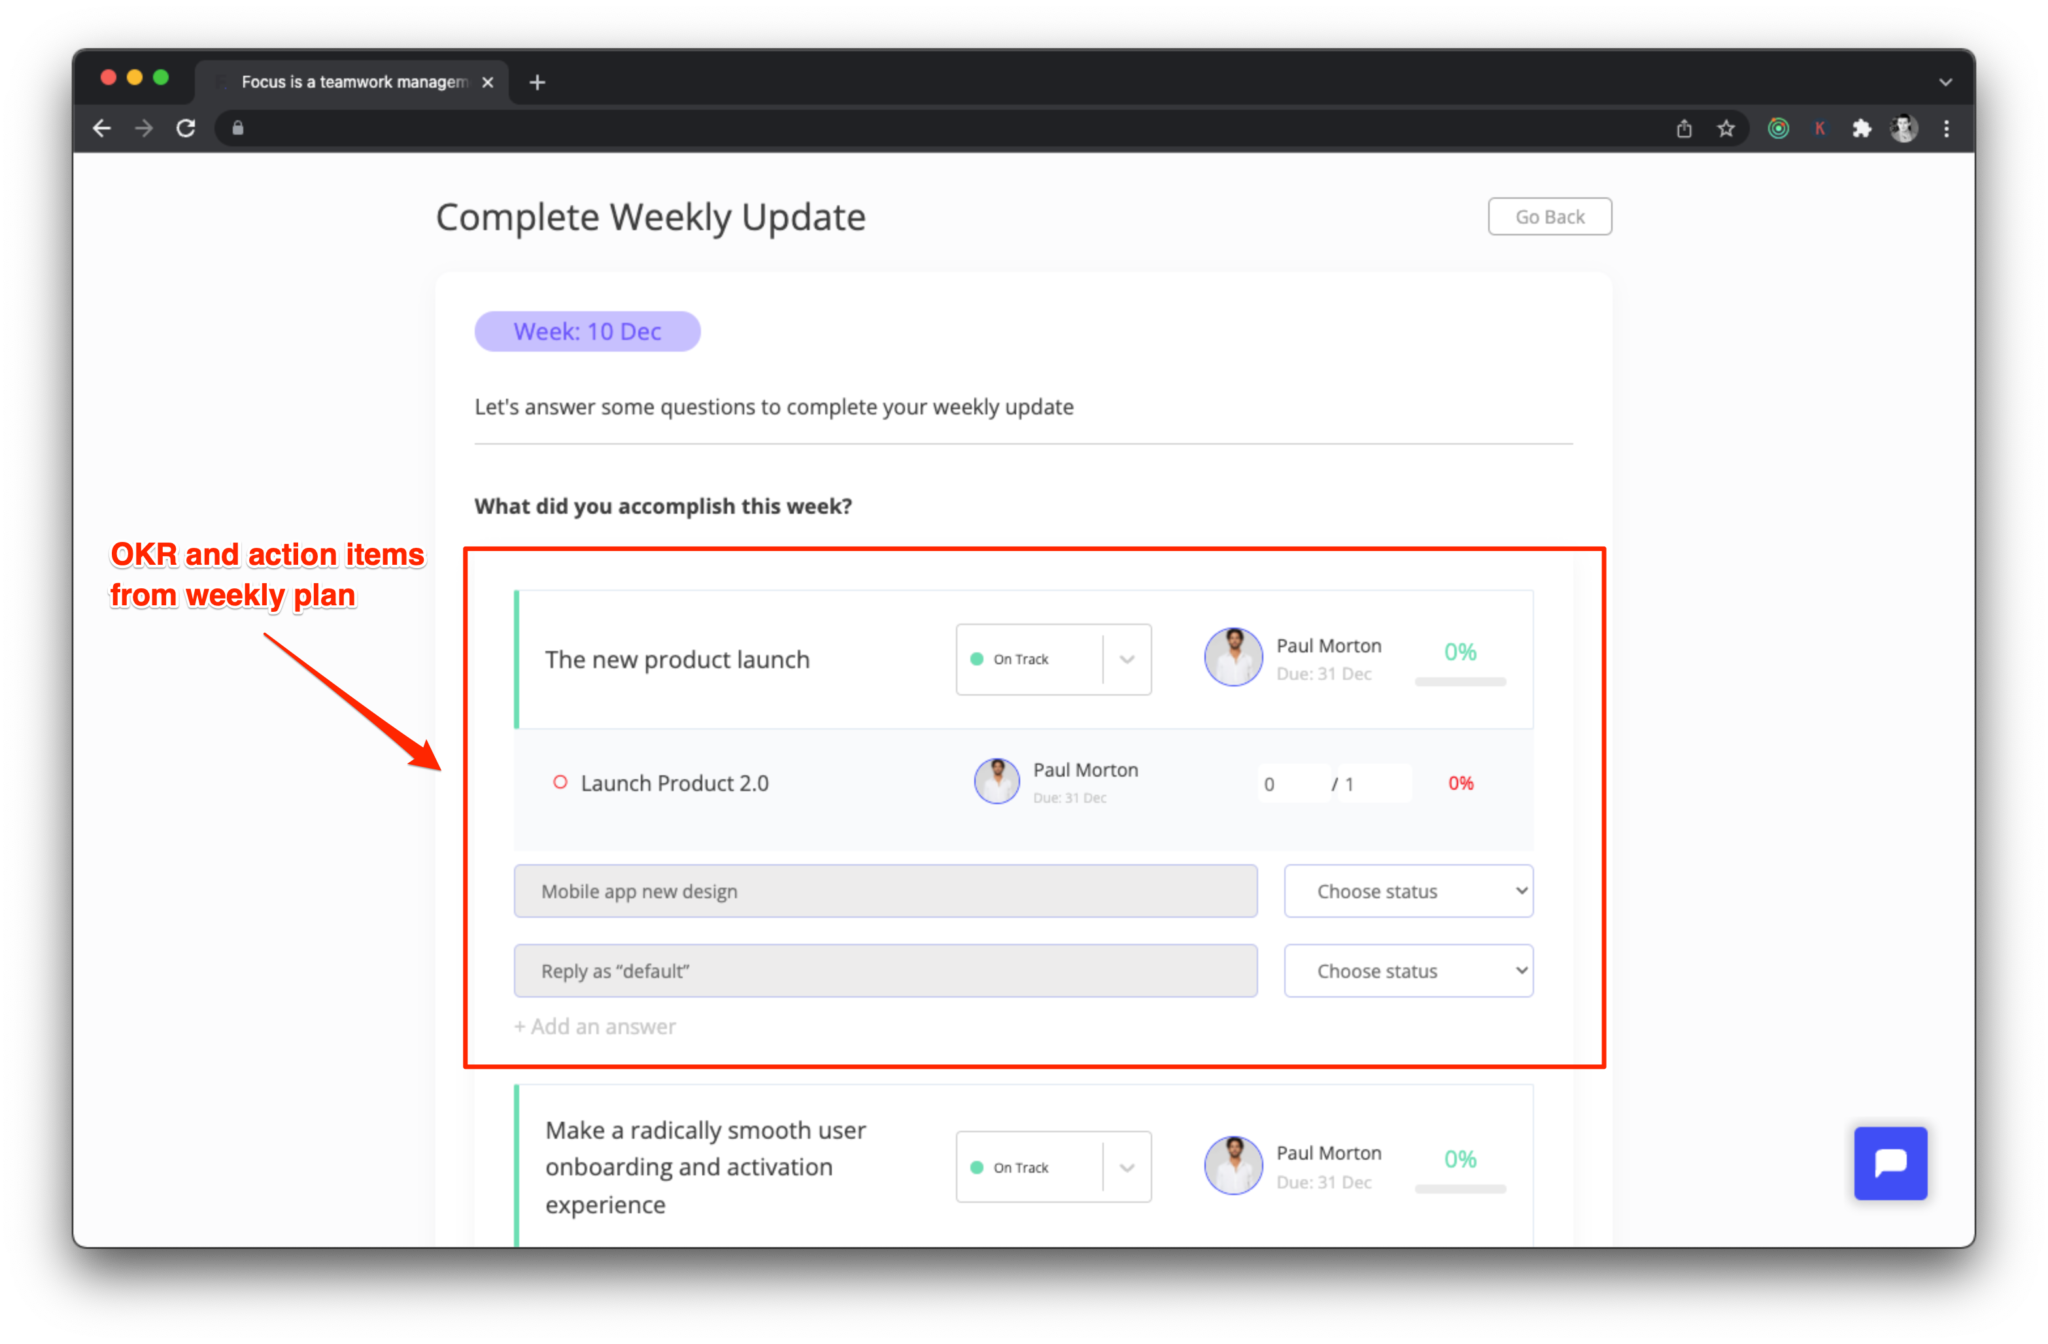 Focus is a teamwork managem
K
Complete Weekly Update
Go Back
Week: 10 Dec
Let's answer some questions to complete your weekly update
What did you accomplish this week?
OKR and action items
from weekly plan
The new product launch
On Track
Paul Morton
Due: 31 Dec
0%
Launch Product 2.0
Paul Morton
Due: 31 Dec
0 / 1
0%
Mobile app new design
Choose status
Reply as “default”
Choose status
+ Add an answer
Make a radically smooth user
onboarding and activation
experience
On Track
Paul Morton
Due: 31 Dec
0%